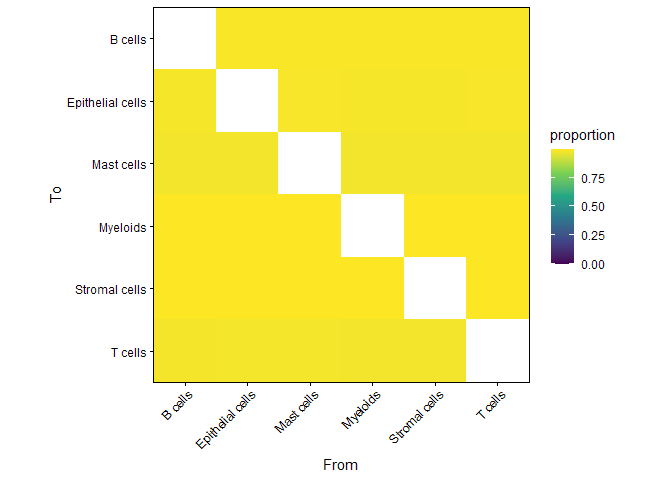 B cells
Epithelial cells
Mast cells
Myeloids
Stromal cells
T cells
To
B cells
Epithelial cells
Mast cells
Myeloids
Stromal cells
T cells
From
proportion
0.75
0.50
0.25
0.00